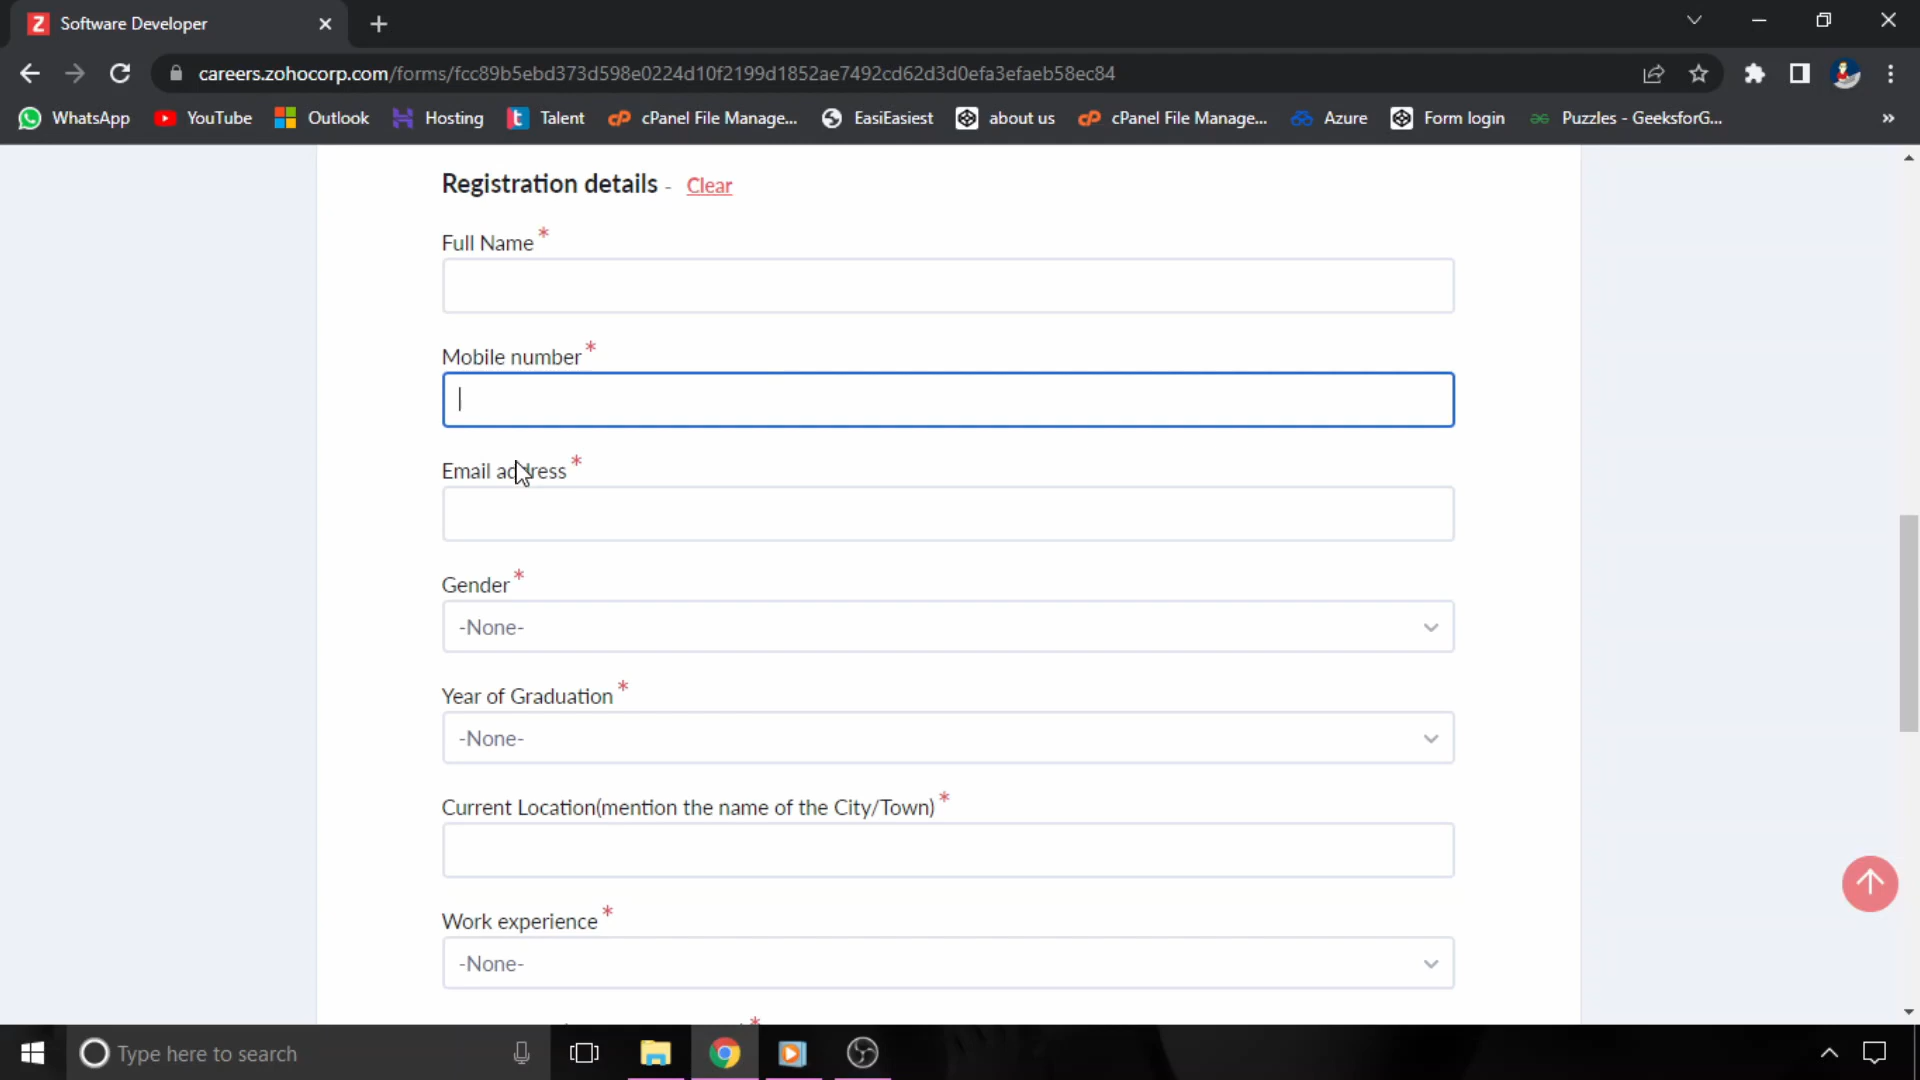 Software Developer
careers.zohocorp.com/forms/fcc89b5ebd373d598e0224d10f2199d1852ae7492cd62d3d0efa3efaeb58ec84
WhatsApp YouTube Outlook Hosting Talent cPanel File Manage... EasiEasiest about us cPanel File Manage... Azure Form login Puzzles - GeeksforG... »
Registration details - Clear
Full Name *
Mobile number *
Email address *
Gender *
-None-
Year of Graduation *
-None-
Current Location(mention the name of the City/Town) *
Work experience *
-None-
*
Type here to search